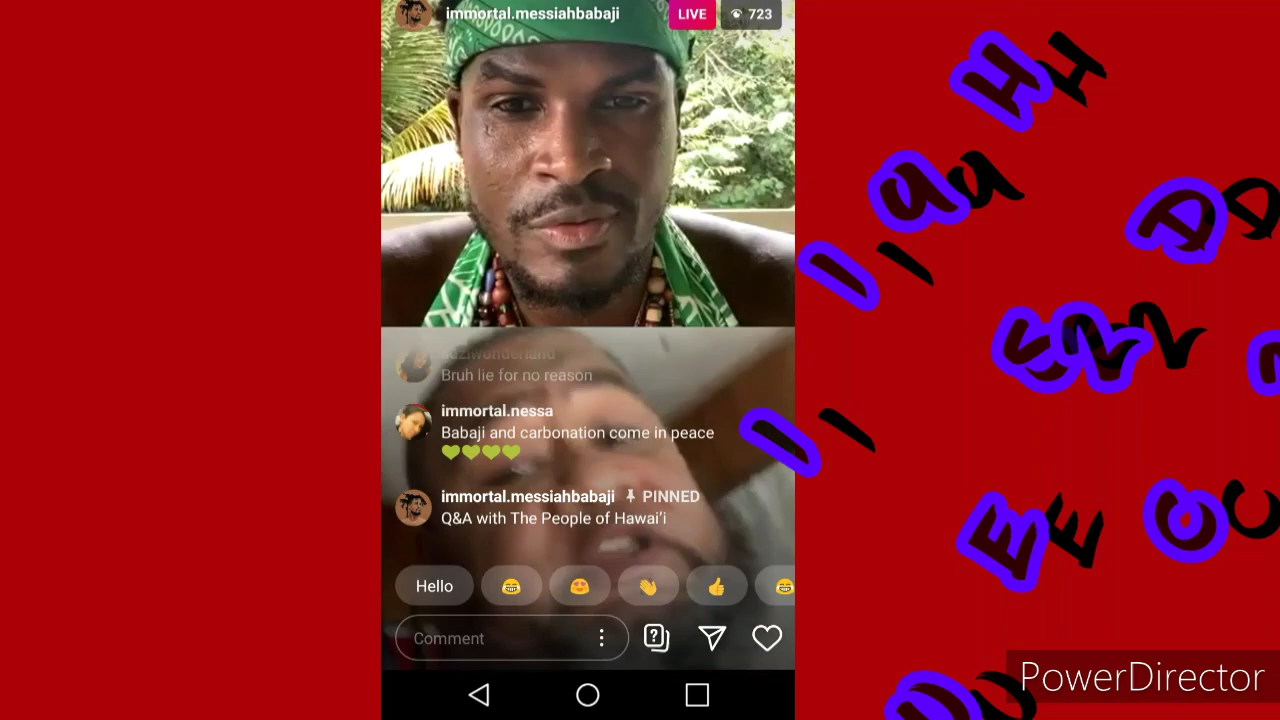 immortal.messiahbabaji LIVE 723
suziwonderland
Bruh lie for no reason
immortal.nessa
Babaji and carbonation come in peace
immortal.messiahbabaji PINNED
Q&A with The People of Hawai'i
Hello
Comment
PowerDirector